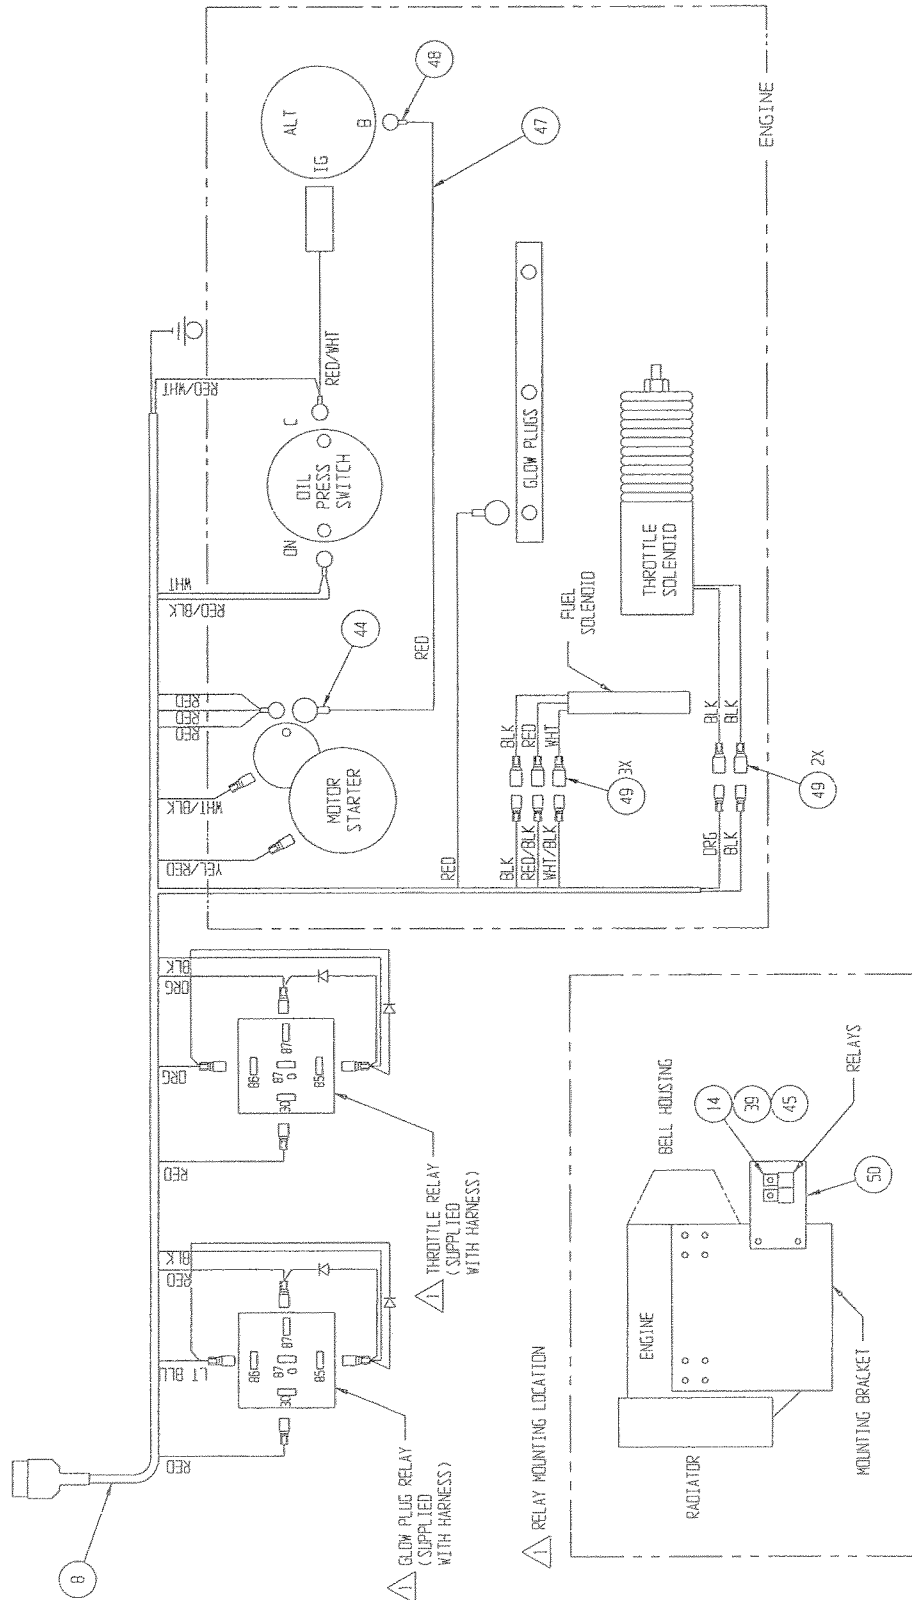 8
RED
LT BLU
RED
BLK
30
86
87
D
87
85
1
GLOW PLUG RELAY
(SUPPLIED
WITH HARNESS)
RED
ORG
ORG
BLK
30
86
87
D
87
85
1
THROTTLE RELAY
(SUPPLIED
WITH HARNESS)
YEL/RED
WHT/BLK
RED
RED
RED
RED/BLK
WHT
RED/WHT
MOTOR
STARTER
44
ON
OIL
PRESS
SWITCH
C
RED/WHT
IG
ALT
B
48
47
RED
RED
GLOW PLUGS
BLK
RED/BLK
WHT/BLK
BLK
RED
WHT
FUEL
SOLENOID
49
3X
THROTTLE
SOLENOID
ORG
BLK
BLK
BLK
49
2X
ENGINE
1
RELAY MOUNTING LOCATION
RADIATOR
ENGINE
BELL HOUSING
14
39
45
RELAYS
50
MOUNTING BRACKET